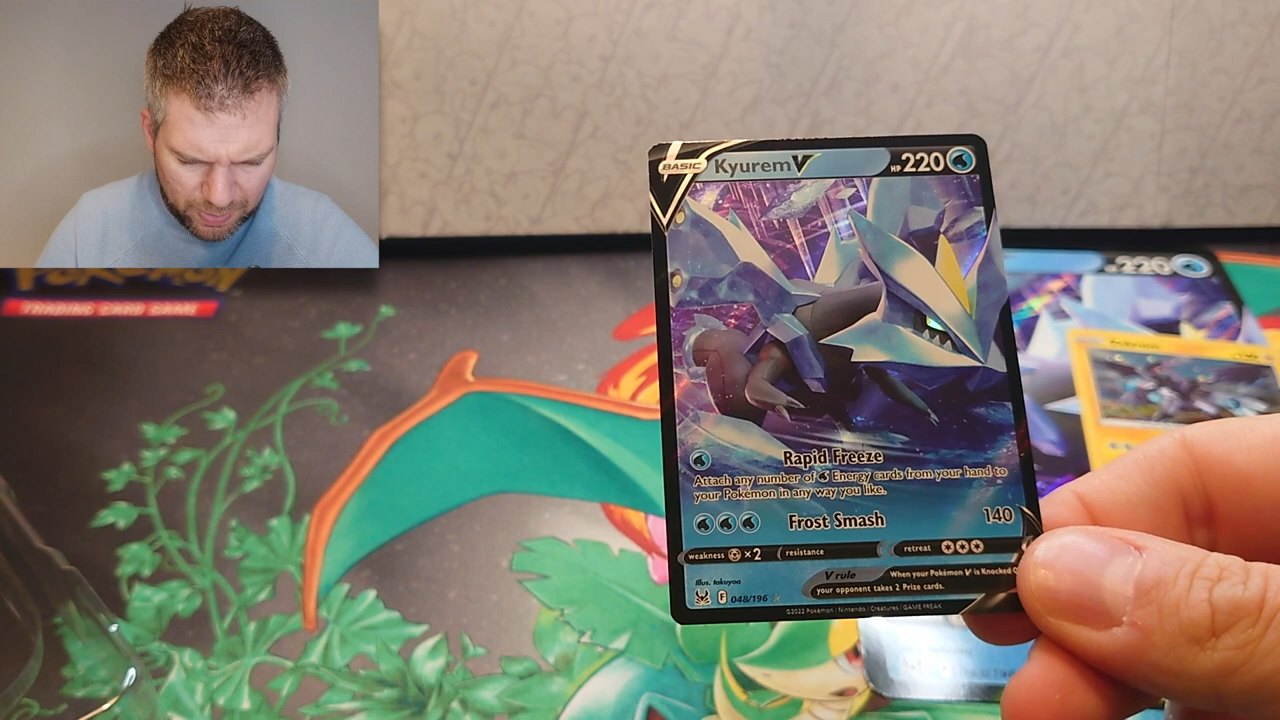 POKÉMON
TRADING CARD GAME
BASIC Kyurem V HP 220
220
Rapid Freeze
Attach any number of Energy cards from your hand to
your Pokémon in any way you like.
Frost Smash 140
weakness ×2 resistance retreat
V rule When your Pokémon V is Knocked
your opponent takes 2 Prize cards.
Illus. takuyoa
F 048/196
©2022 Pokémon / Nintendo / Creatures / GAME FREAK